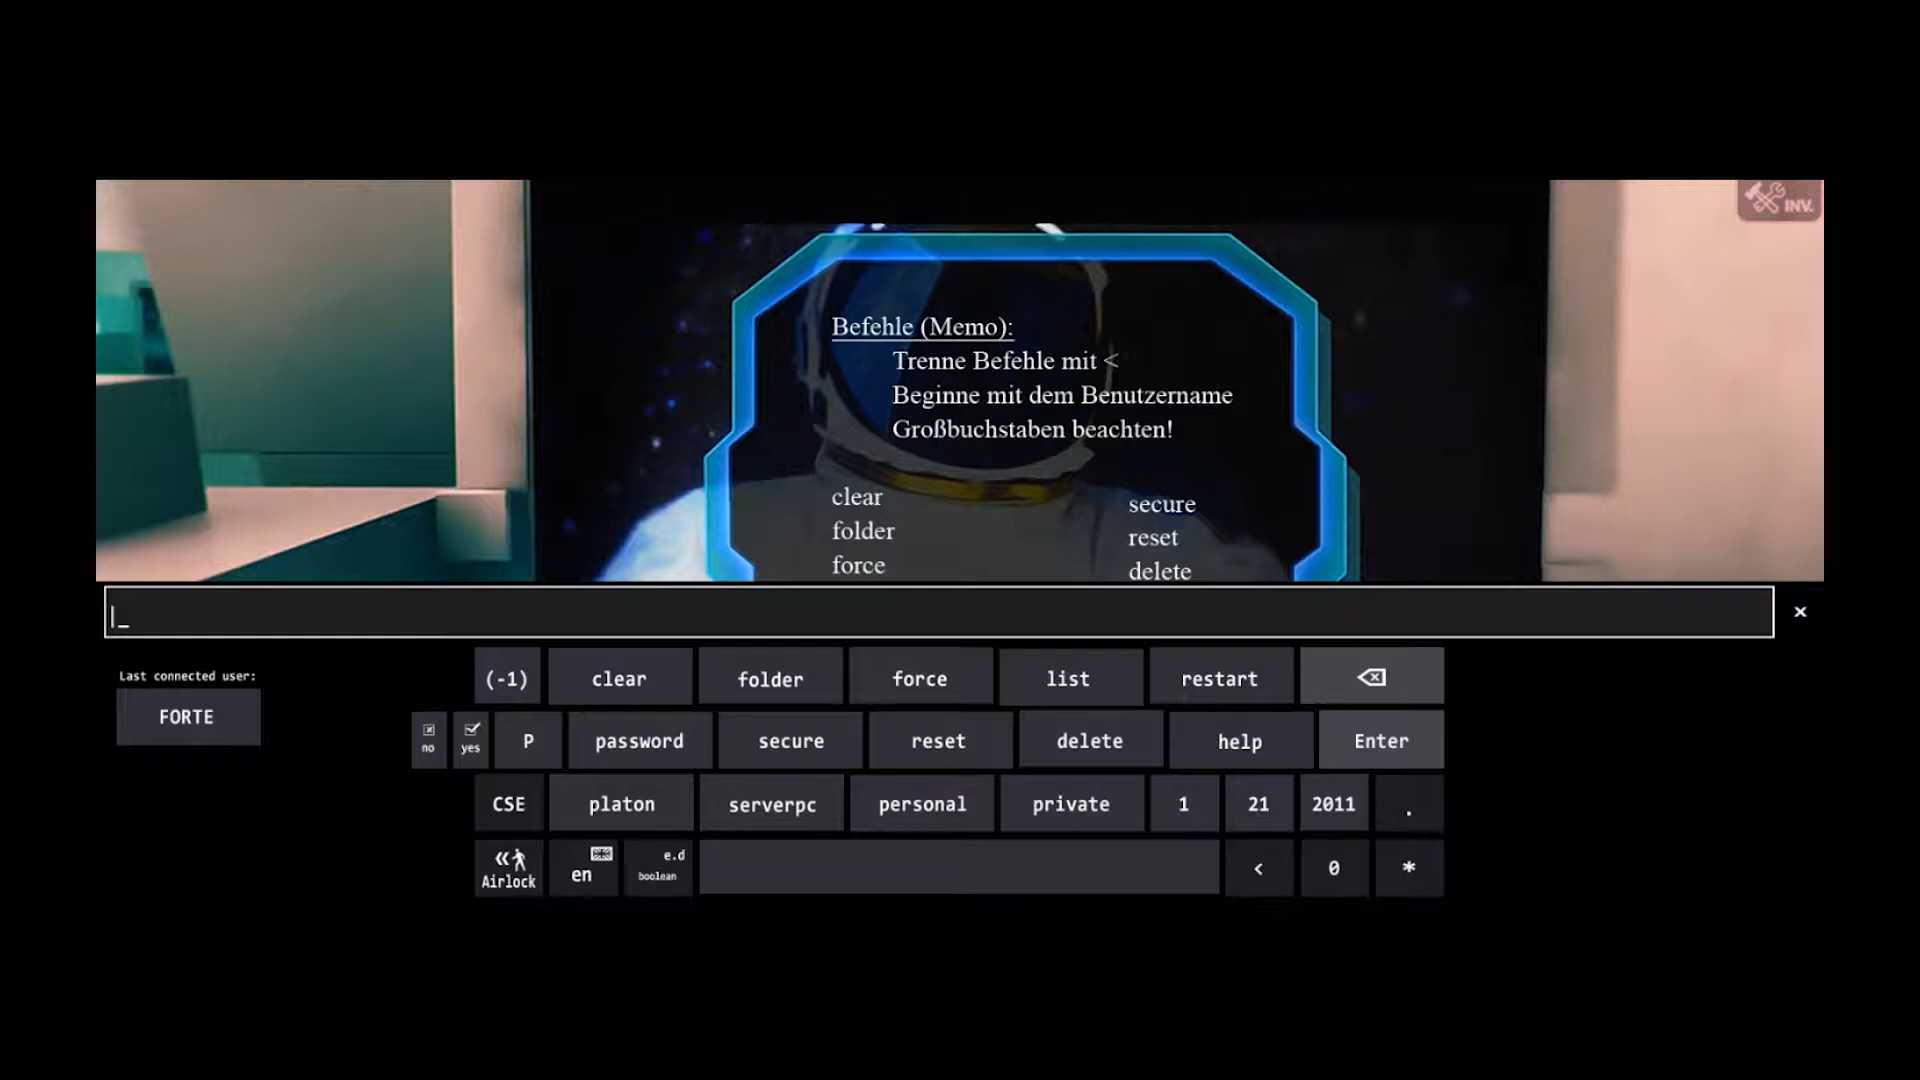 INV.
Befehle (Memo):
Trenne Befehle mit <
Beginne mit dem Benutzername
Großbuchstaben beachten!
clear
folder
force
secure
reset
delete
|_
×
Last connected user:
FORTE
(-1) clear folder force list restart
no yes P password secure reset delete help Enter
CSE platon serverpc personal private 1 21 2011 .
« Airlock en e.d boolean < 0 *